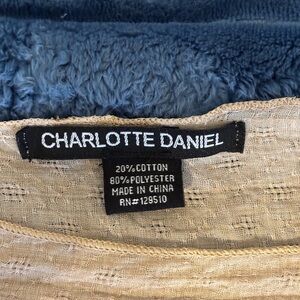 CHARLOTTE DANIEL
20% COTTON
80% POLYESTER
MADE IN CHINA
RN#129510